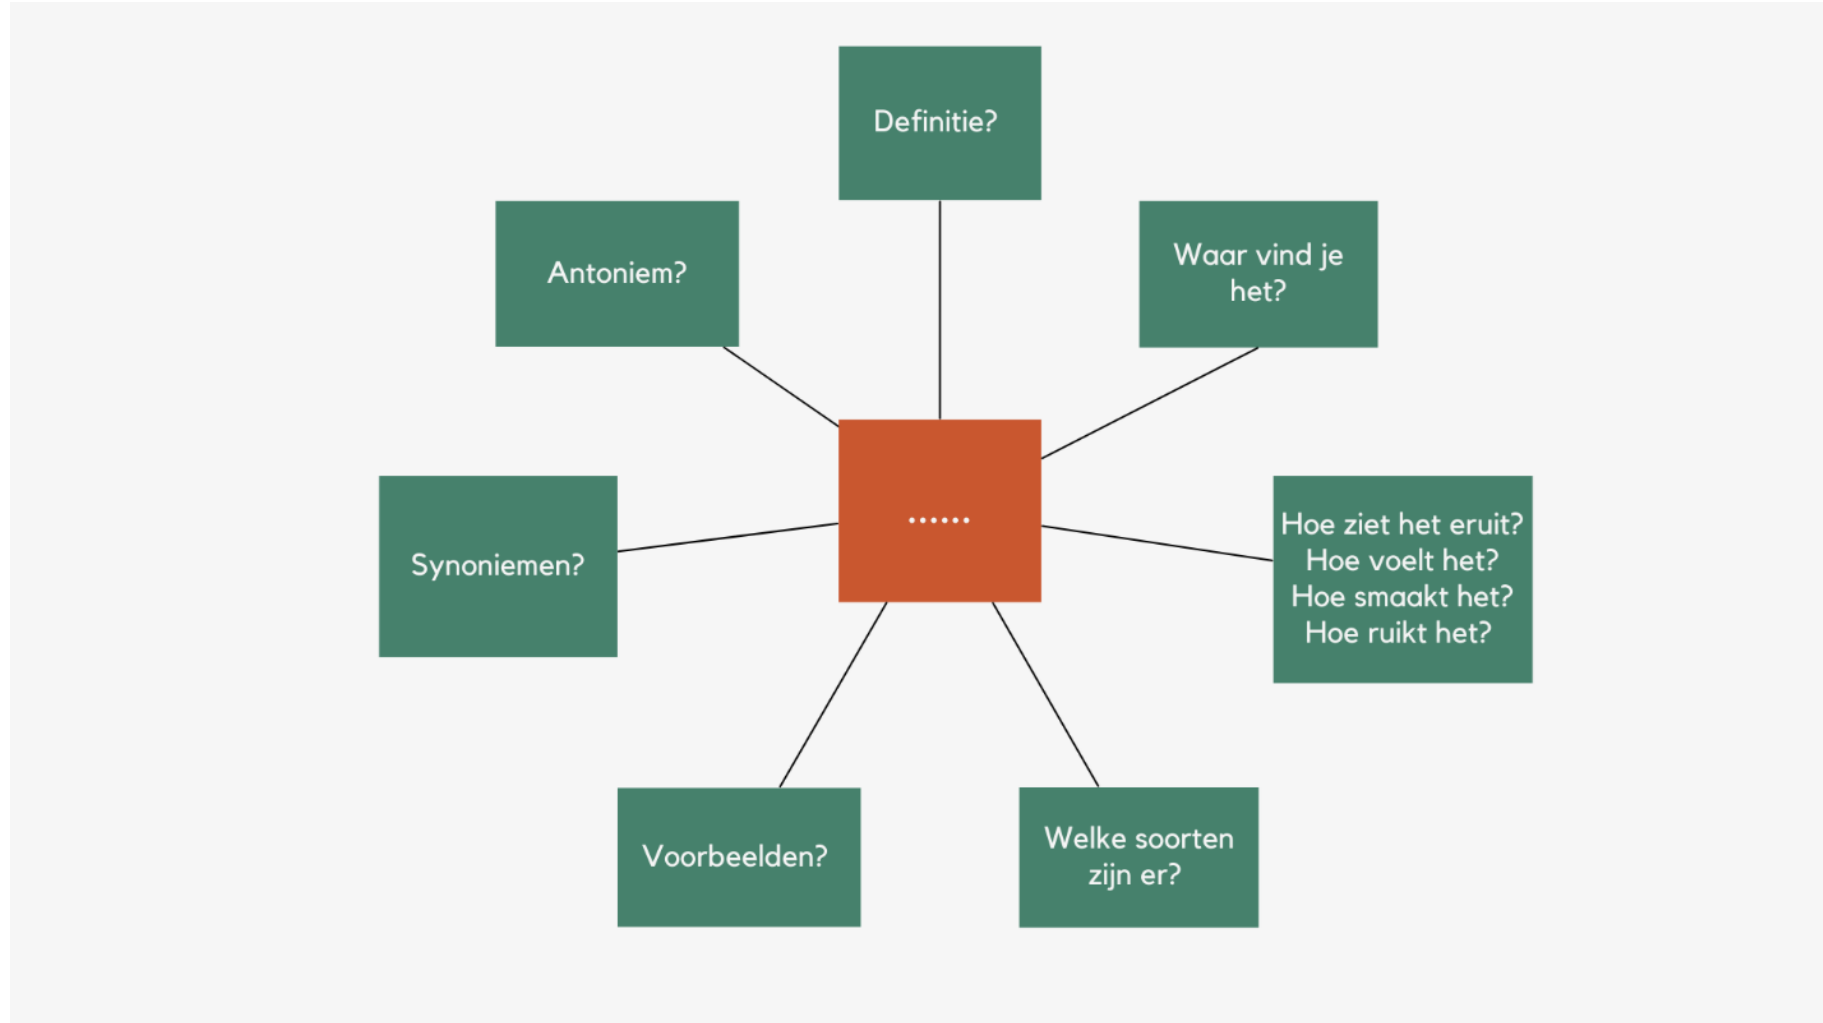 Definitie?
Antoniem?
Waar vind je
het?
......
Hoe ziet het eruit?
Hoe voelt het?
Hoe smaakt het?
Hoe ruikt het?
Synoniemen?
Voorbeelden?
Welke soorten
zijn er?